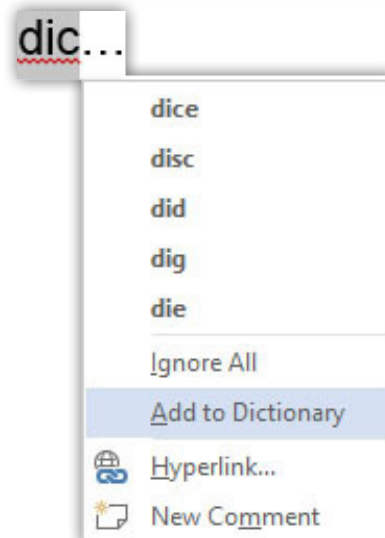 dic…
dice
disc
did
dig
die
Ignore All
Add to Dictionary
Hyperlink...
New Comment